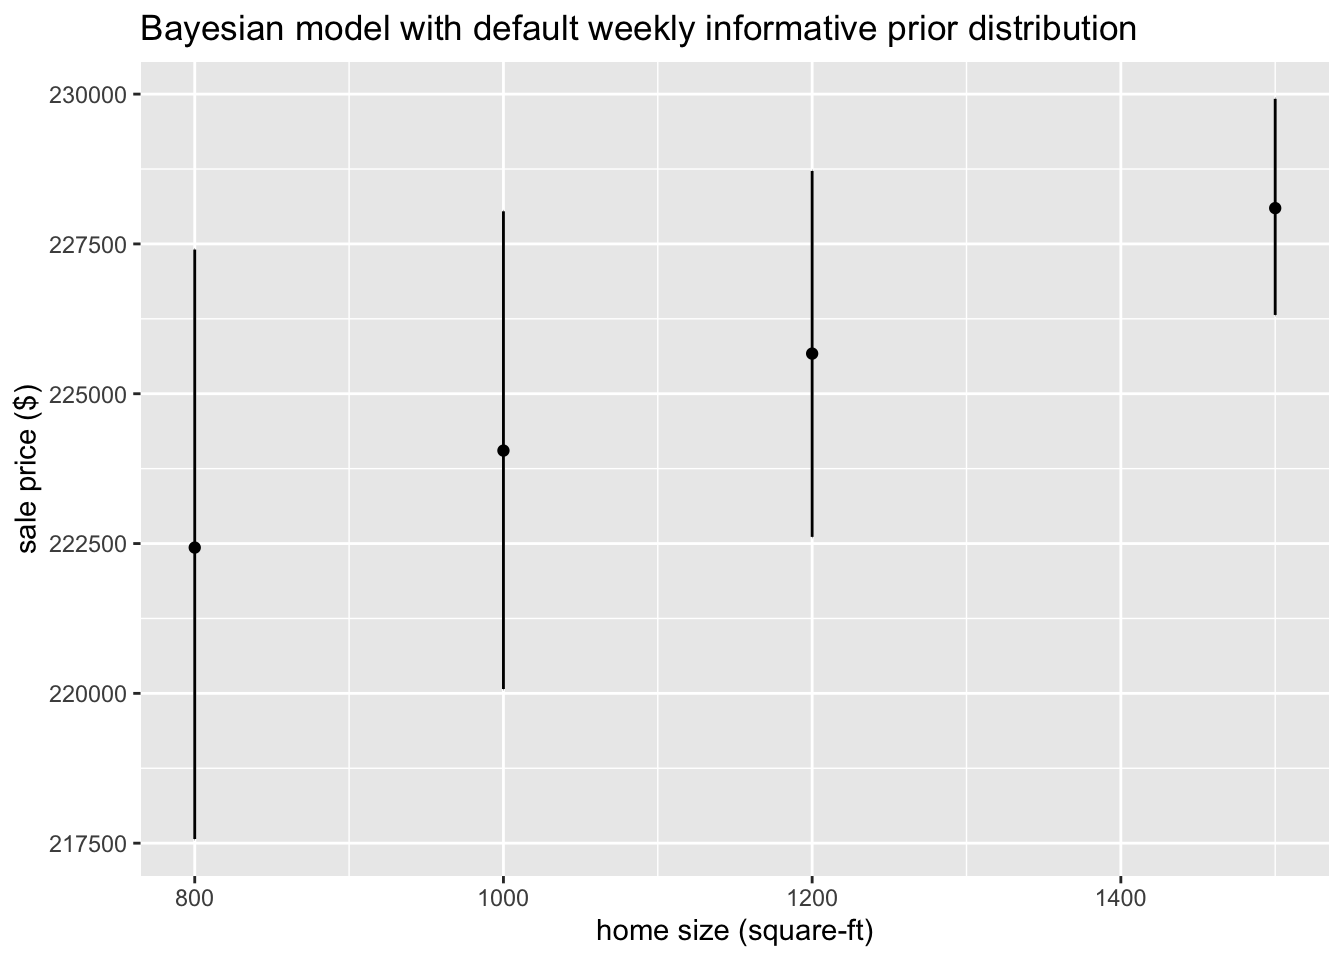 Bayesian model with default weekly informative prior distribution
230000
227500
225000
222500
220000
217500
sale price ($)
800 1000 1200 1400
home size (square-ft)